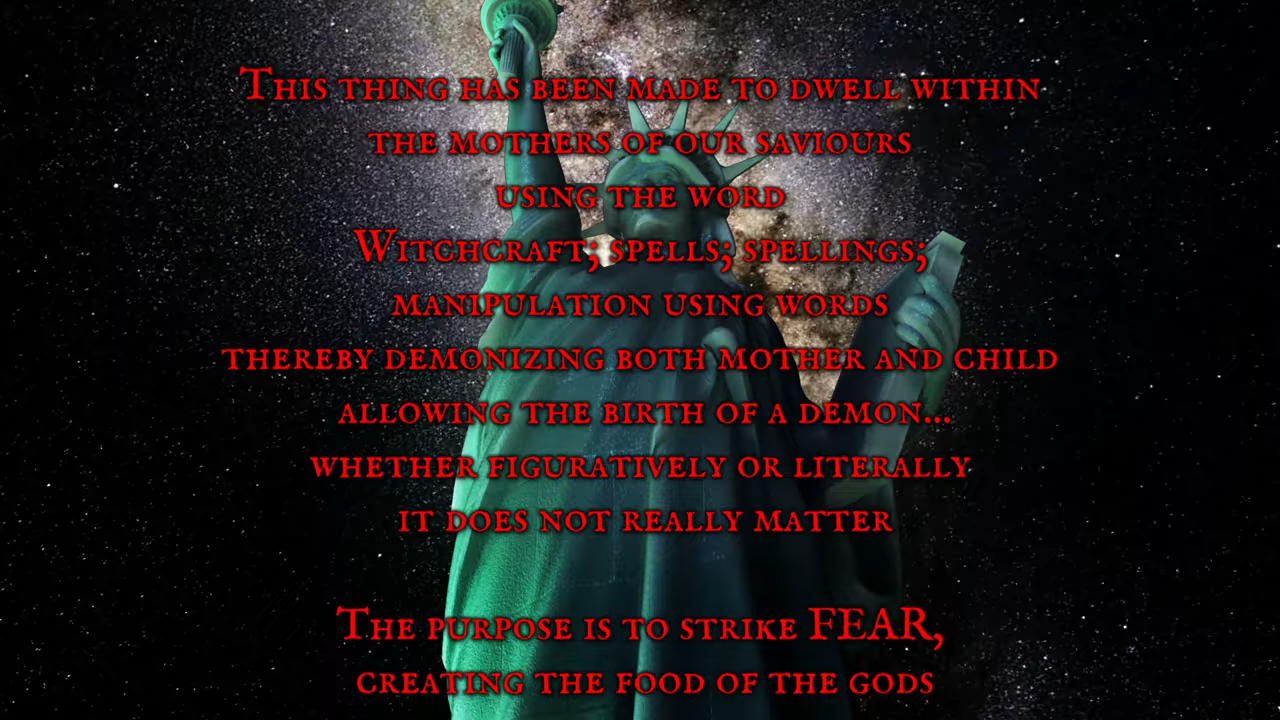 This thing has been made to dwell within
the mothers of our saviours
using the word
Witchcraft; spells; spellings;
manipulation using words
thereby demonizing both mother and child
allowing the birth of a demon...
whether figuratively or literally
it does not really matter
The purpose is to strike FEAR,
creating the food of the gods